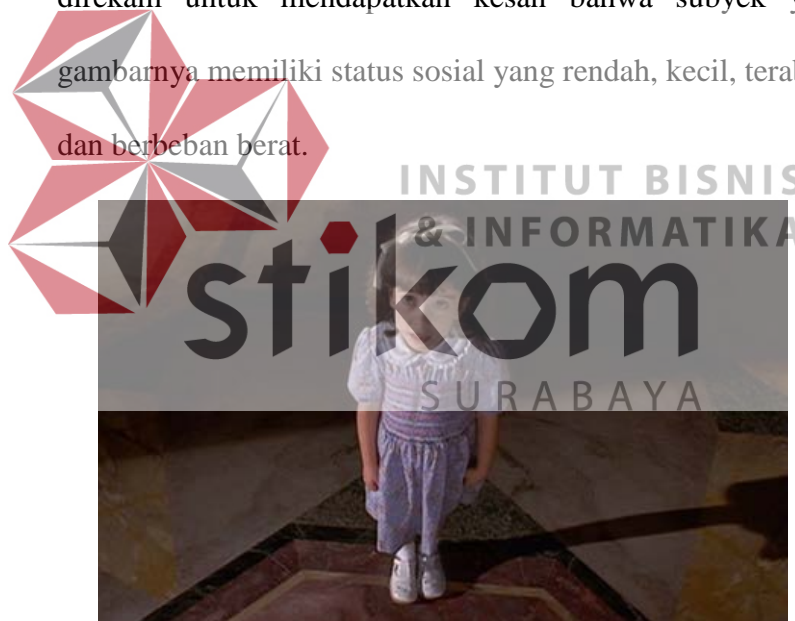 direkam untuk mendapatkan kesan bahwa subyek
gambarnya memiliki status sosial yang rendah, kecil,
dan berbeban berat.
INSTITUT BISNIS
& INFORMATIKA
stikom
SURABAYA